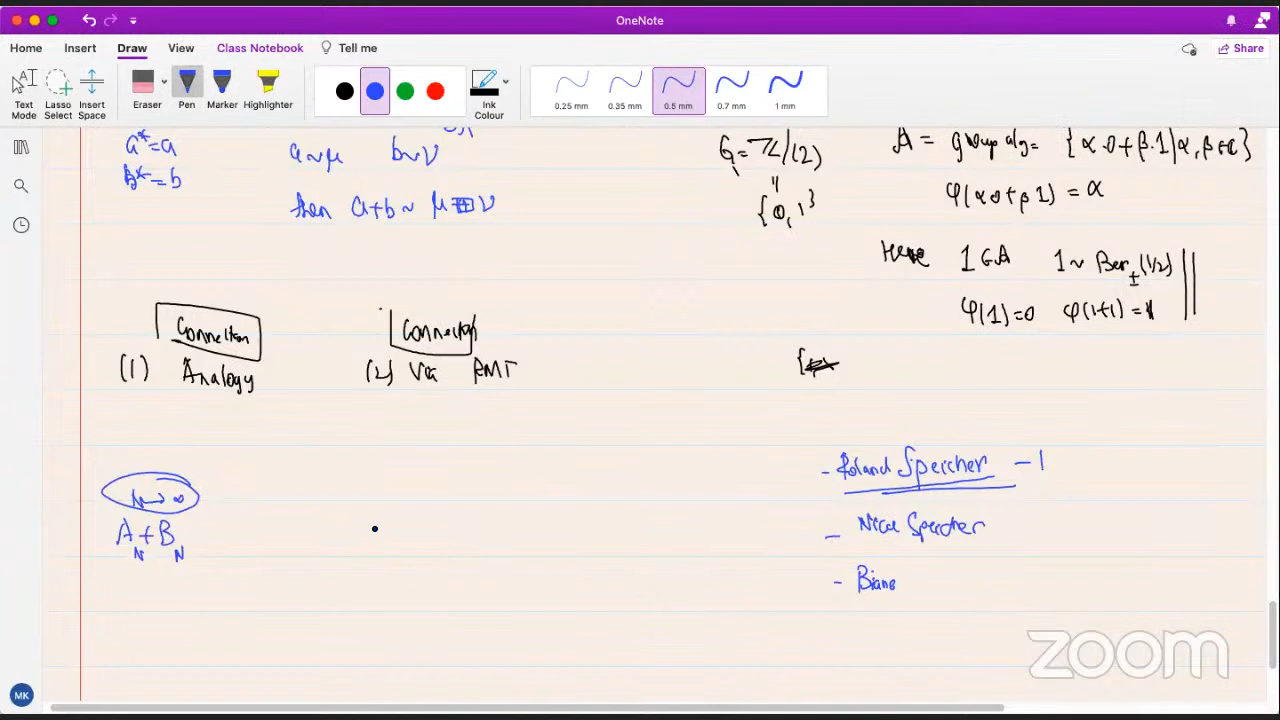 OneNote
Home Insert Draw View Class Notebook Tell me
Share
Text Mode
Lasso Select
Insert Space
Eraser
Pen
Marker
Highlighter
Ink Colour
0.25 mm
0.35 mm
0.5 mm
0.7 mm
1 mm
a*=a
b*=b
a~μ b~ν
then a+b ~ μ⊞ν
G = Z/(2)
{0,1}
A = group alg = {α.0+β.1|α,β∈C}
φ(α0+β1) = α
Here 1∈A 1~Ber±(1/2)
φ(1)=0 φ(1+1)=1
Connection
(1) Analogy
Connection
(2) Via RMT
N→∞
A_N + B_N
- Roland Speicher - 1
- Nica Speicher
- Biane
MK
zoom